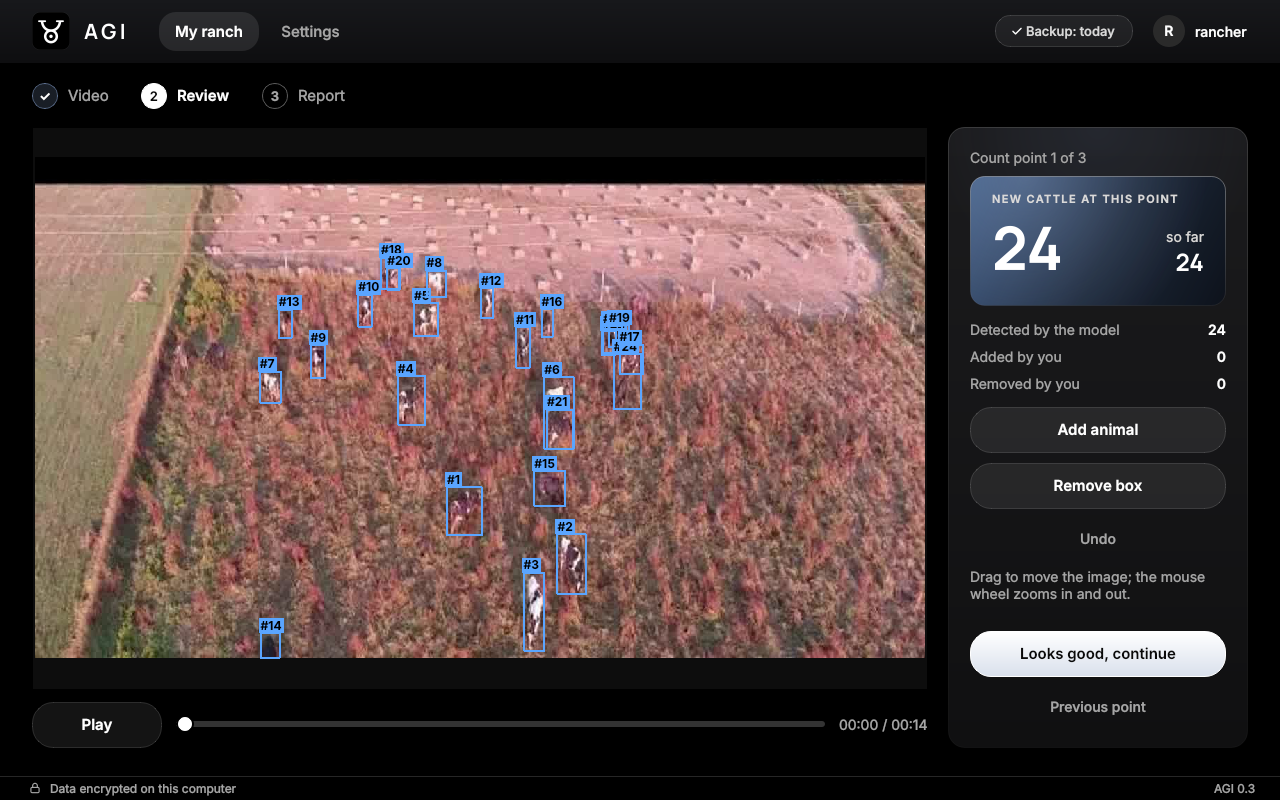 AGI
My ranch
Settings
Backup: today
R
rancher
Video
2
Review
3
Report
#18
#20
#8
#10
#5
#12
#13
#16
#11
#19
#9
#17
#7
#4
#6
#21
#15
#1
#2
#3
#14
Play
00:00 / 00:14
Count point 1 of 3
NEW CATTLE AT THIS POINT
24
so far
24
Detected by the model
24
Added by you
0
Removed by you
0
Add animal
Remove box
Undo
Drag to move the image; the mouse
wheel zooms in and out.
Looks good, continue
Previous point
Data encrypted on this computer
AGI 0.3